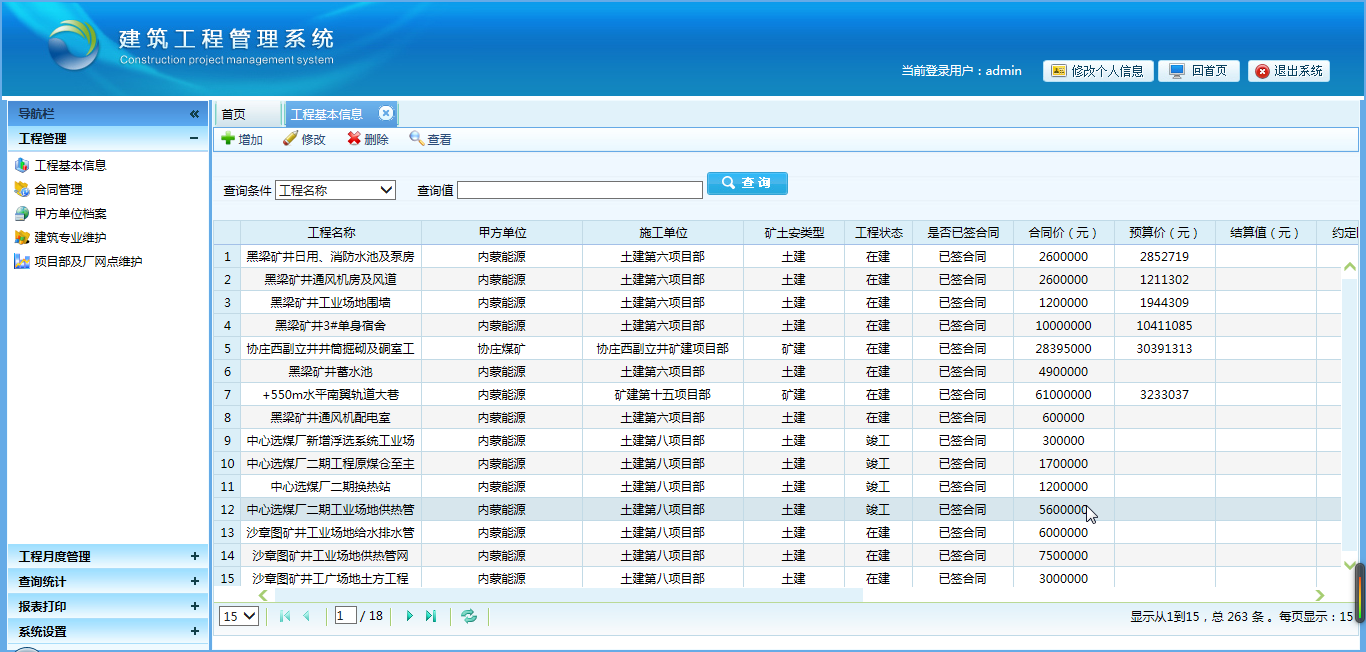 建筑工程管理系统
Construction project management system
当前登录用户：admin
修改个人信息
回首页
退出系统
导航栏 «
工程管理 −
工程基本信息
合同管理
甲方单位档案
建筑专业维护
项目部及厂网点维护
工程月度管理 +
查询统计 +
报表打印 +
系统设置 +
首页 工程基本信息
增加 修改 删除 查看
查询条件 工程名称 查询值 查 询
工程名称 甲方单位 施工单位 矿土安类型 工程状态 是否已签合同 合同价（元） 预算价（元） 结算值（元） 约定
1 黑梁矿井日用、消防水池及泵房 内蒙能源 土建第六项目部 土建 在建 已签合同 2600000 2852719
2 黑梁矿井通风机房及风道 内蒙能源 土建第六项目部 土建 在建 已签合同 2600000 1211302
3 黑梁矿井工业场地围墙 内蒙能源 土建第六项目部 土建 在建 已签合同 1200000 1944309
4 黑梁矿井3#单身宿舍 内蒙能源 土建第六项目部 土建 在建 已签合同 10000000 10411085
5 协庄西副立井井筒掘砌及硐室工 协庄煤矿 协庄西副立井矿建项目部 矿建 在建 已签合同 28395000 30391313
6 黑梁矿井蓄水池 内蒙能源 土建第六项目部 土建 在建 已签合同 4900000
7 +550m水平南翼轨道大巷 内蒙能源 矿建第十五项目部 矿建 在建 已签合同 61000000 3233037
8 黑梁矿井通风机配电室 内蒙能源 土建第六项目部 土建 在建 已签合同 600000
9 中心选煤厂新增浮选系统工业场 内蒙能源 土建第八项目部 土建 竣工 已签合同 300000
10 中心选煤厂二期工程原煤仓至主 内蒙能源 土建第八项目部 土建 竣工 已签合同 1700000
11 中心选煤厂二期换热站 内蒙能源 土建第八项目部 土建 竣工 已签合同 1200000
12 中心选煤厂二期工业场地供热管 内蒙能源 土建第八项目部 土建 竣工 已签合同 5600000
13 沙章图矿井工业场地给水排水管 内蒙能源 土建第八项目部 土建 在建 已签合同 6000000
14 沙章图矿井工业场地供热管网 内蒙能源 土建第八项目部 土建 在建 已签合同 7500000
15 沙章图矿井工广场地土方工程 内蒙能源 土建第八项目部 土建 在建 已签合同 3000000
15 1 / 18 显示从1到15，总 263 条 。每页显示：15